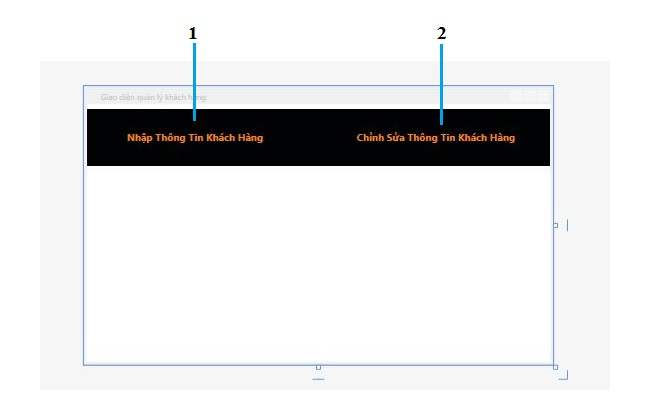 1 2
Giao diện quản lý khách hàng
Nhập Thông Tin Khách Hàng Chỉnh Sửa Thông Tin Khách Hàng